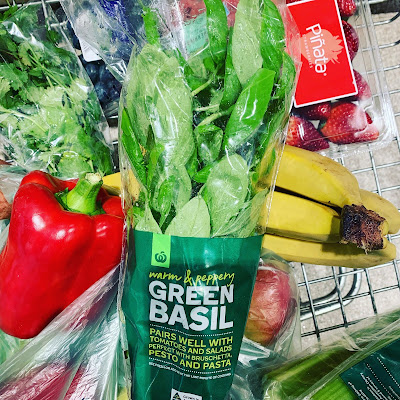 Piñata
warm & peppery
GREEN
BASIL
PAIRS WELL WITH
TOMATOES AND SALADS
PERFECT WITH BRUSCHETTA,
PESTO AND PASTA